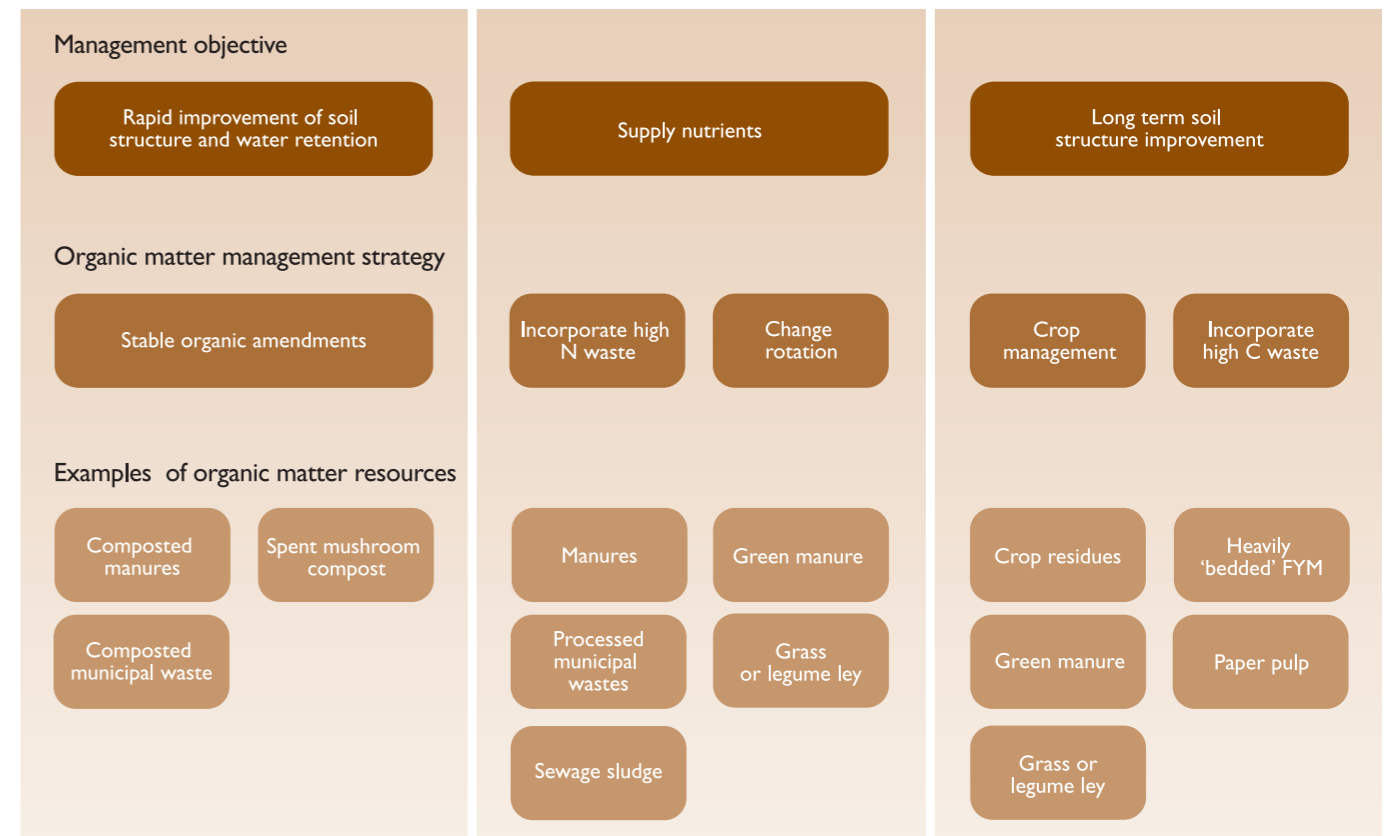 Management objective
Rapid improvement of soil
structure and water retention
Supply nutrients
Long term soil
structure improvement
Organic matter management strategy
Stable organic amendments
Incorporate high
N waste
Change
rotation
Crop
management
Incorporate
high C waste
Examples of organic matter resources
Composted
manures
Spent mushroom
compost
Manures
Green manure
Crop residues
Heavily
‘bedded’ FYM
Composted
municipal waste
Processed
municipal
wastes
Grass
or legume ley
Green manure
Paper pulp
Sewage sludge
Grass or
legume ley